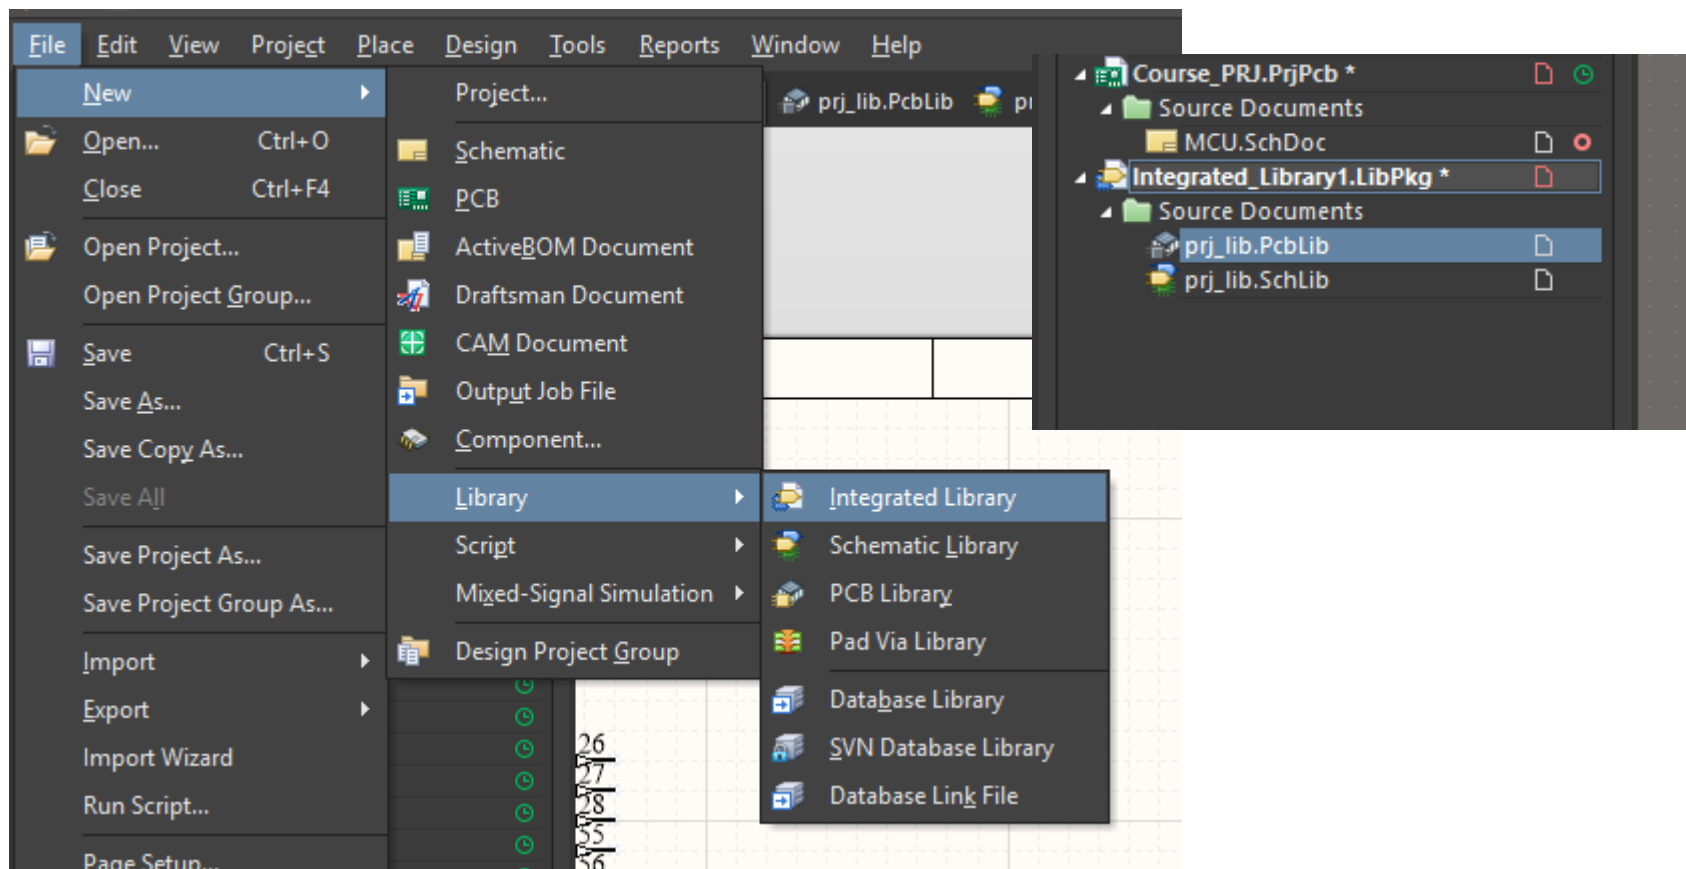 File Edit View Project Place Design Tools Reports Window Help
New
Open... Ctrl+O
Close Ctrl+F4
Open Project...
Open Project Group...
Save Ctrl+S
Save As...
Save Copy As...
Save All
Save Project As...
Save Project Group As...
Import
Export
Import Wizard
Run Script...
Page Setup...
Project...
Schematic
PCB
ActiveBOM Document
Draftsman Document
CAM Document
Output Job File
Component...
Library
Script
Mixed-Signal Simulation
Design Project Group
Integrated Library
Schematic Library
PCB Library
Pad Via Library
Database Library
SVN Database Library
Database Link File
prj_lib.PcbLib
Course_PRJ.PrjPcb *
Source Documents
MCU.SchDoc
Integrated_Library1.LibPkg *
Source Documents
prj_lib.PcbLib
prj_lib.SchLib
26
27
28
55
56